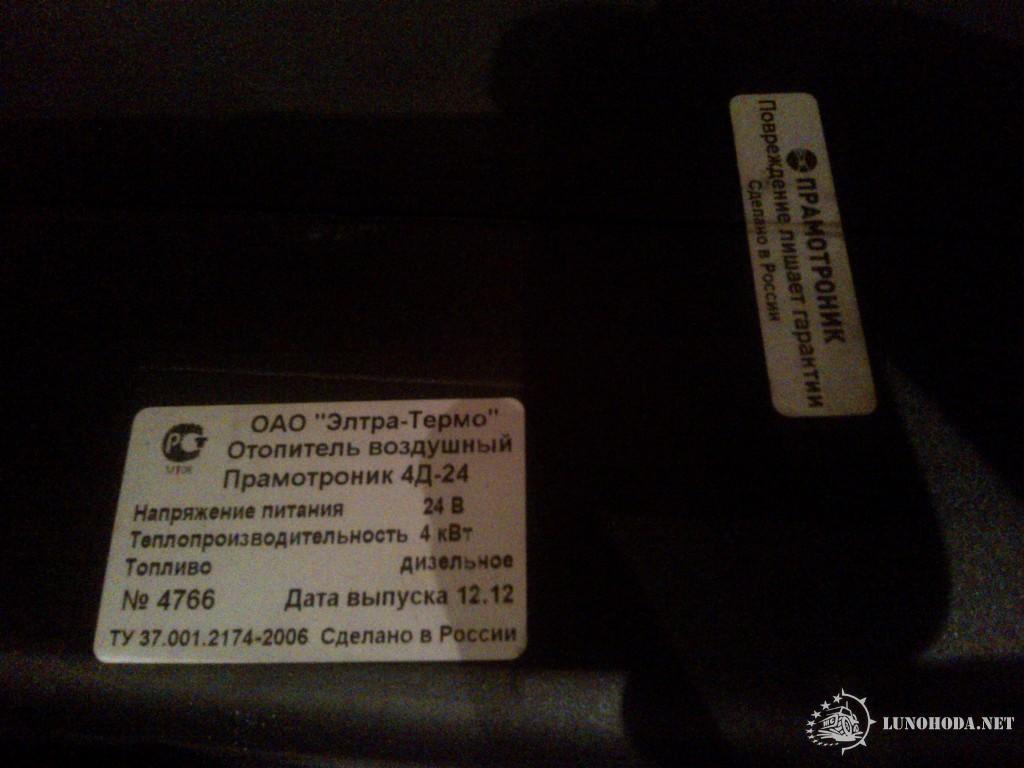 ОАО "Элтра-Термо"
Отопитель воздушный
Прамотроник 4Д-24
Напряжение питания 24 В
Теплопроизводительность 4 кВт
Топливо дизельное
№ 4766 Дата выпуска 12.12
ТУ 37.001.2174-2006 Сделано в России
ПРАМОТРОНИК
Повреждение лишает гарантии
Сделано в России
LUNOHODA.NET